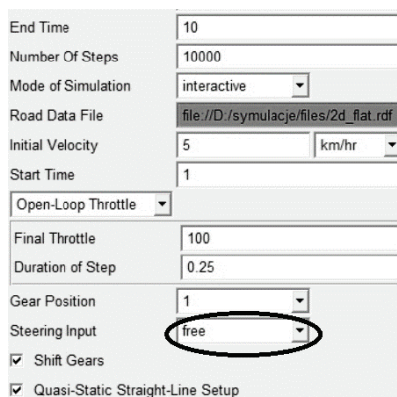 End Time 10
Number Of Steps 10000
Mode of Simulation interactive
Road Data File file://D:/symulacje/files/2d_flat.rdf
Initial Velocity 5 km/hr
Start Time 1
Open-Loop Throttle
Final Throttle 100
Duration of Step 0.25
Gear Position 1
Steering Input free
Shift Gears
Quasi-Static Straight-Line Setup